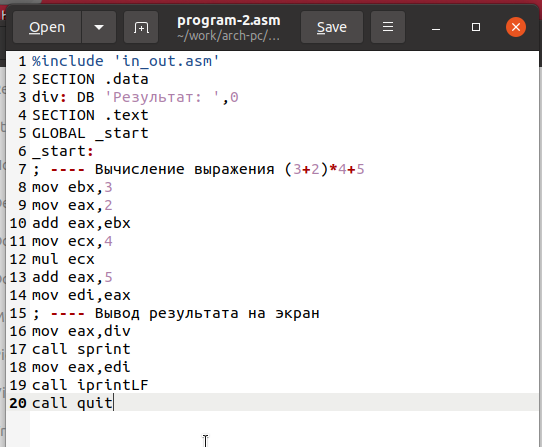 Open
program-2.asm
~/work/arch-pc/...
Save
1 %include 'in_out.asm'
2 SECTION .data
3 div: DB 'Результат: ',0
4 SECTION .text
5 GLOBAL _start
6 _start:
7 ; ---- Вычисление выражения (3+2)*4+5
8 mov ebx,3
9 mov eax,2
10 add eax,ebx
11 mov ecx,4
12 mul ecx
13 add eax,5
14 mov edi,eax
15 ; ---- Вывод результата на экран
16 mov eax,div
17 call sprint
18 mov eax,edi
19 call iprintLF
20 call quit